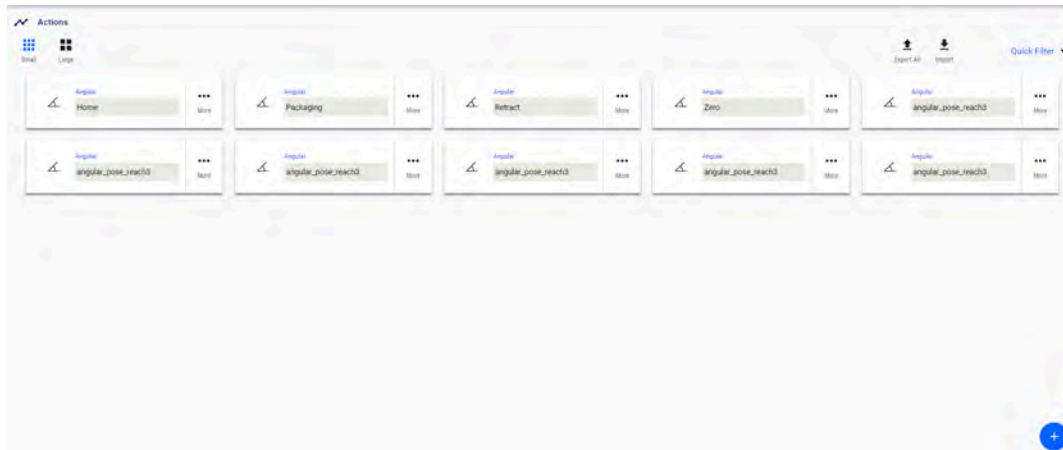 Actions
Small Large Export All Import Quick Filter
Angular Angular Angular Angular Angular
Home Packaging Retract Zero angular_pose_reach3
More More More More More
Angular Angular Angular Angular Angular
angular_pose_reach3 angular_pose_reach3 angular_pose_reach3 angular_pose_reach3 angular_pose_reach3
More More More More More